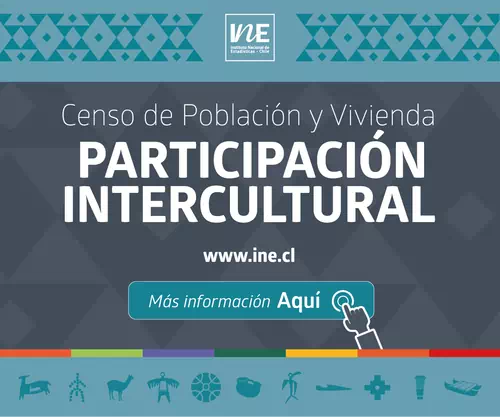 INE
Instituto Nacional de
Estadísticas - Chile
Censo de Población y Vivienda
PARTICIPACIÓN
INTERCULTURAL
www.ine.cl
Más información Aquí